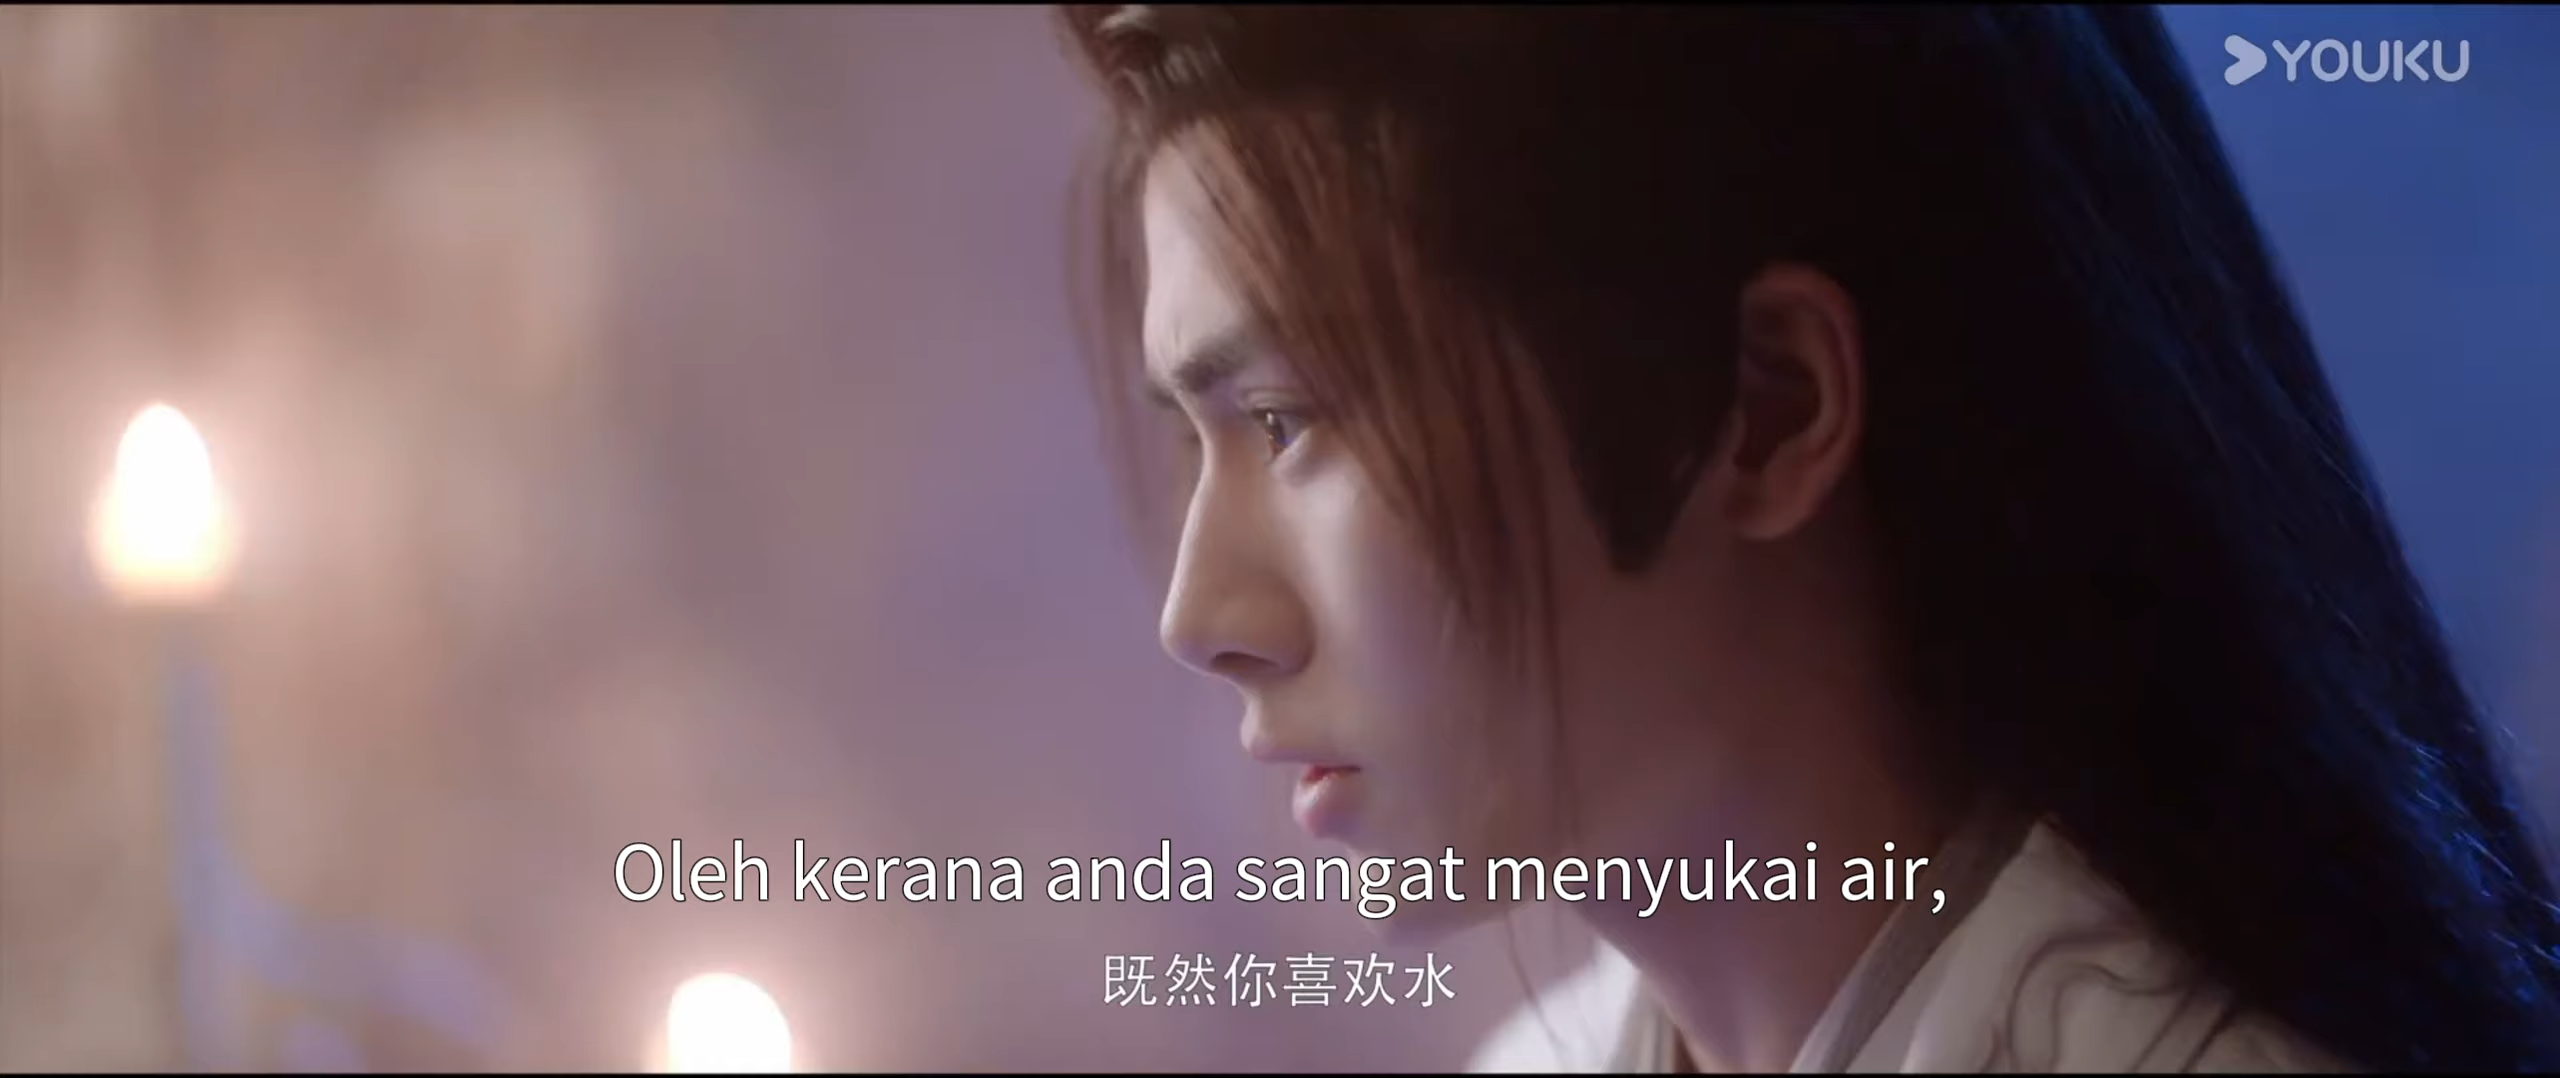 YOUKU
Oleh kerana anda sangat menyukai air,
既然你喜欢水